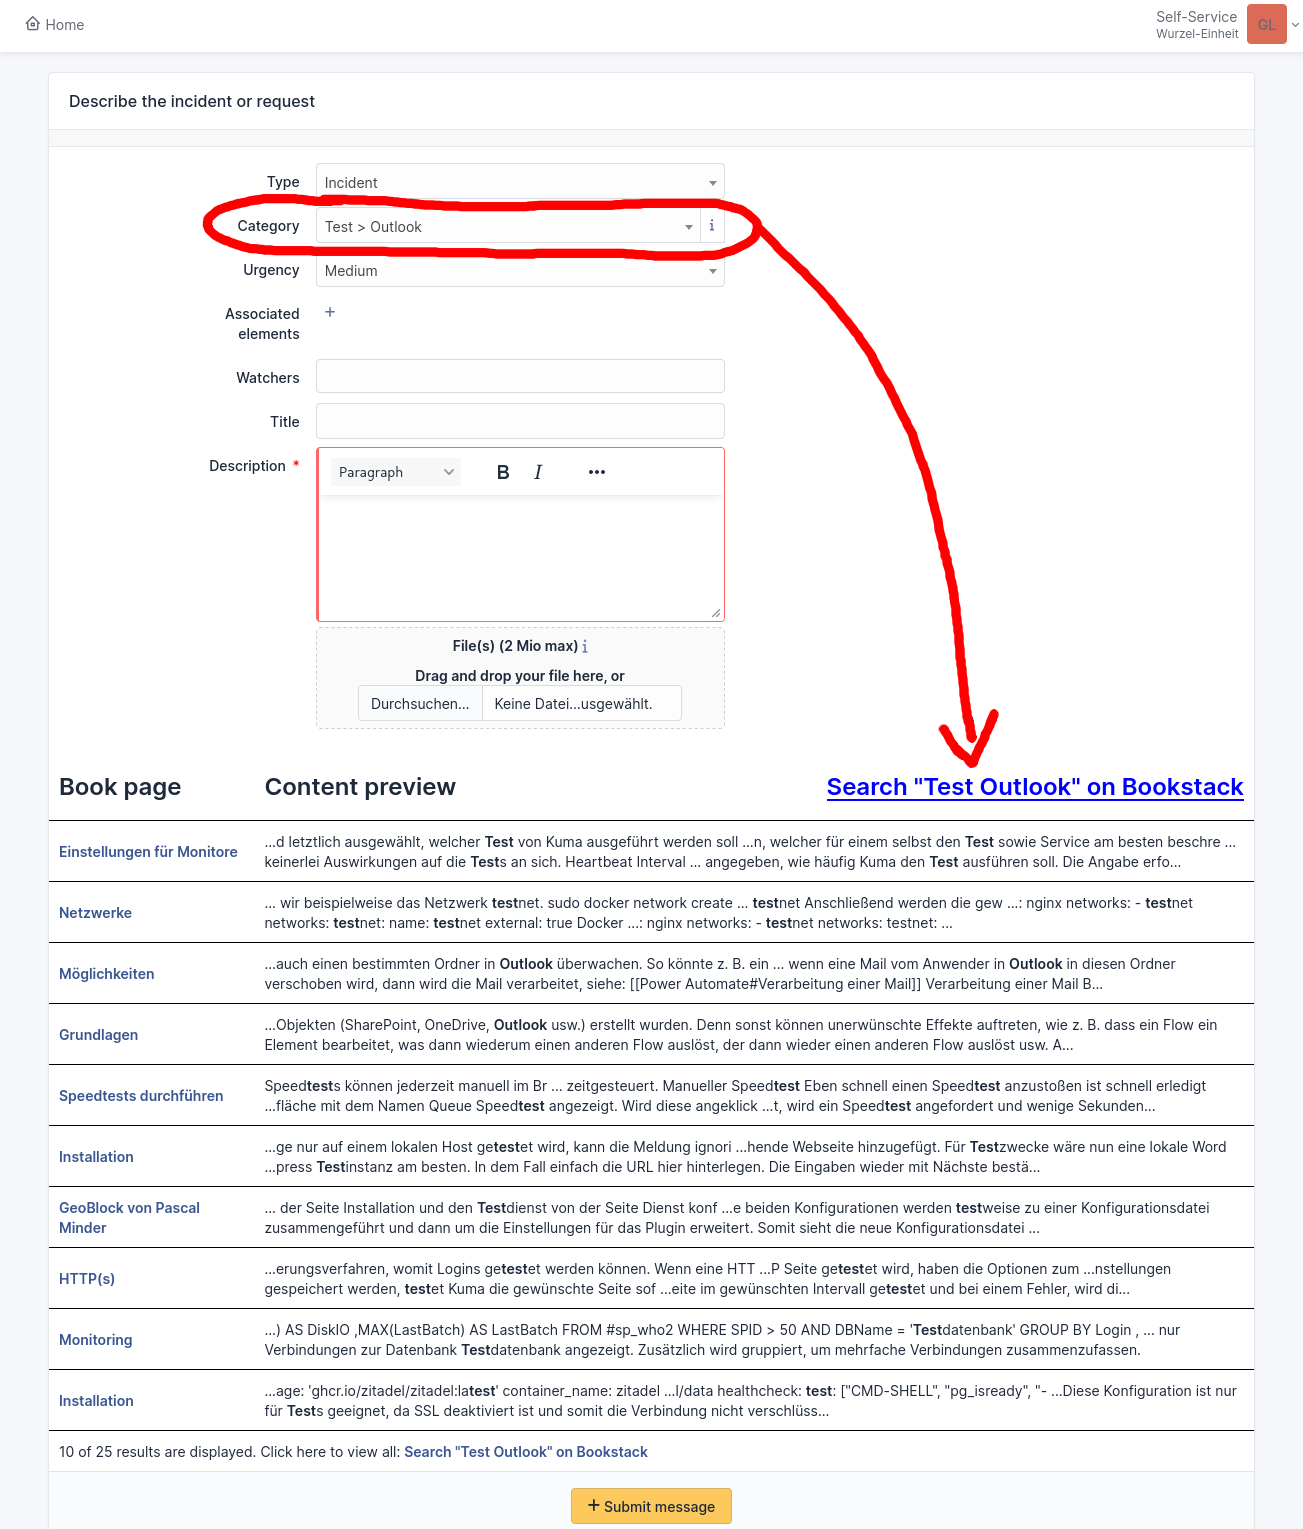 Home
Self-Service
Wurzel-Einheit
GL
Describe the incident or request
Type
Incident
Category
Test > Outlook
i
Urgency
Medium
Associated
elements
+
Watchers
Title
Description *
Paragraph
B I ...
File(s) (2 Mio max) i
Drag and drop your file here, or
Durchsuchen... Keine Datei...usgewählt.
Book page Content preview Search "Test Outlook" on Bookstack
Einstellungen für Monitore
...d letztlich ausgewählt, welcher Test von Kuma ausgeführt werden soll ...n, welcher für einem selbst den Test sowie Service am besten beschre ...
keinerlei Auswirkungen auf die Tests an sich. Heartbeat Interval ... angegeben, wie häufig Kuma den Test ausführen soll. Die Angabe erfo...
Netzwerke
... wir beispielweise das Netzwerk testnet. sudo docker network create ... testnet Anschließend werden die gew ...: nginx networks: - testnet
networks: testnet: name: testnet external: true Docker ...: nginx networks: - testnet networks: testnet: ...
Möglichkeiten
...auch einen bestimmten Ordner in Outlook überwachen. So könnte z. B. ein ... wenn eine Mail vom Anwender in Outlook in diesen Ordner
verschoben wird, dann wird die Mail verarbeitet, siehe: [[Power Automate#Verarbeitung einer Mail]] Verarbeitung einer Mail B...
Grundlagen
...Objekten (SharePoint, OneDrive, Outlook usw.) erstellt wurden. Denn sonst können unerwünschte Effekte auftreten, wie z. B. dass ein Flow ein
Element bearbeitet, was dann wiederum einen anderen Flow auslöst, der dann wieder einen anderen Flow auslöst usw. A...
Speedtests durchführen
Speedtests können jederzeit manuell im Br ... zeitgesteuert. Manueller Speedtest Eben schnell einen Speedtest anzustoßen ist schnell erledigt
...fläche mit dem Namen Queue Speedtest angezeigt. Wird diese angeklick ...t, wird ein Speedtest angefordert und wenige Sekunden...
Installation
...ge nur auf einem lokalen Host getestet wird, kann die Meldung ignori ...hende Webseite hinzugefügt. Für Testzwecke wäre nun eine lokale Word
...press Testinstanz am besten. In dem Fall einfach die URL hier hinterlegen. Die Eingaben wieder mit Nächste bestä...
GeoBlock von Pascal
Minder
... der Seite Installation und den Testdienst von der Seite Dienst konf ...e beiden Konfigurationen werden testweise zu einer Konfigurationsdatei
zusammengeführt und dann um die Einstellungen für das Plugin erweitert. Somit sieht die neue Konfigurationsdatei ...
HTTP(s)
...erungsverfahren, womit Logins getestet werden können. Wenn eine HTT ...P Seite getestet wird, haben die Optionen zum ...nstellungen
gespeichert werden, testet Kuma die gewünschte Seite sof ...eite im gewünschten Intervall getestet und bei einem Fehler, wird di...
Monitoring
...) AS DiskIO ,MAX(LastBatch) AS LastBatch FROM #sp_who2 WHERE SPID > 50 AND DBName = 'Testdatenbank' GROUP BY Login , ... nur
Verbindungen zur Datenbank Testdatenbank angezeigt. Zusätzlich wird gruppiert, um mehrfache Verbindungen zusammenzufassen.
Installation
...age: 'ghcr.io/zitadel/zitadel:latest' container_name: zitadel ...l/data healthcheck: test: ["CMD-SHELL", "pg_isready", "- ...Diese Konfiguration ist nur
für Tests geeignet, da SSL deaktiviert ist und somit die Verbindung nicht verschlüss...
10 of 25 results are displayed. Click here to view all: Search "Test Outlook" on Bookstack
+ Submit message